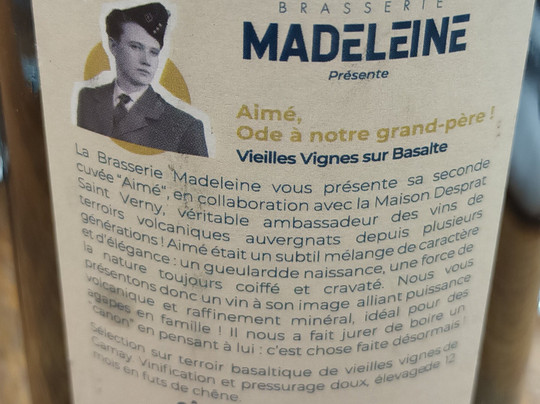 BRASSERIE
MADELEINE
Présente
Aimé,
Ode à notre grand-père !
Vieilles Vignes sur Basalte
La Brasserie Madeleine vous présente sa seconde
cuvée "Aimé", en collaboration avec la Maison Desprat
Saint Verny, véritable ambassadeur des vins de
terroirs volcaniques auvergnats depuis plusieurs
générations ! Aimé était un subtil mélange de caractère
et d'élégance : un gueulardde naissance, une force de
la nature toujours coiffé et cravaté. Nous vous
présentons donc un vin à son image alliant puissance
volcanique et raffinement minéral, idéal pour des
agapes en famille ! Il nous a fait jurer de boire un
"canon" en pensant à lui : c'est chose faite désormais !
Sélection sur terroir basaltique de vieilles vignes de
Gamay. Vinification et pressurage doux, élevagede 12
mois en futs de chêne.